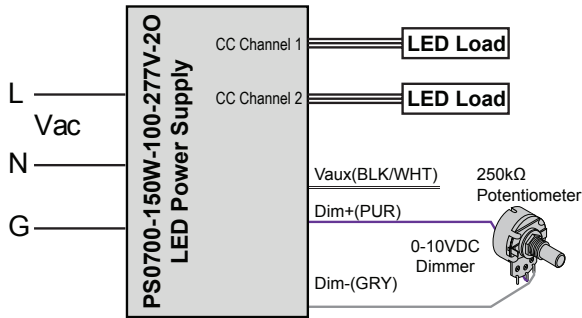 PS0700-150W-100-277V-2O
LED Power Supply
L
Vac
N
G
CC Channel 1
LED Load
CC Channel 2
LED Load
Vaux(BLK/WHT)
250kΩ
Potentiometer
Dim+(PUR)
0-10VDC
Dimmer
Dim-(GRY)